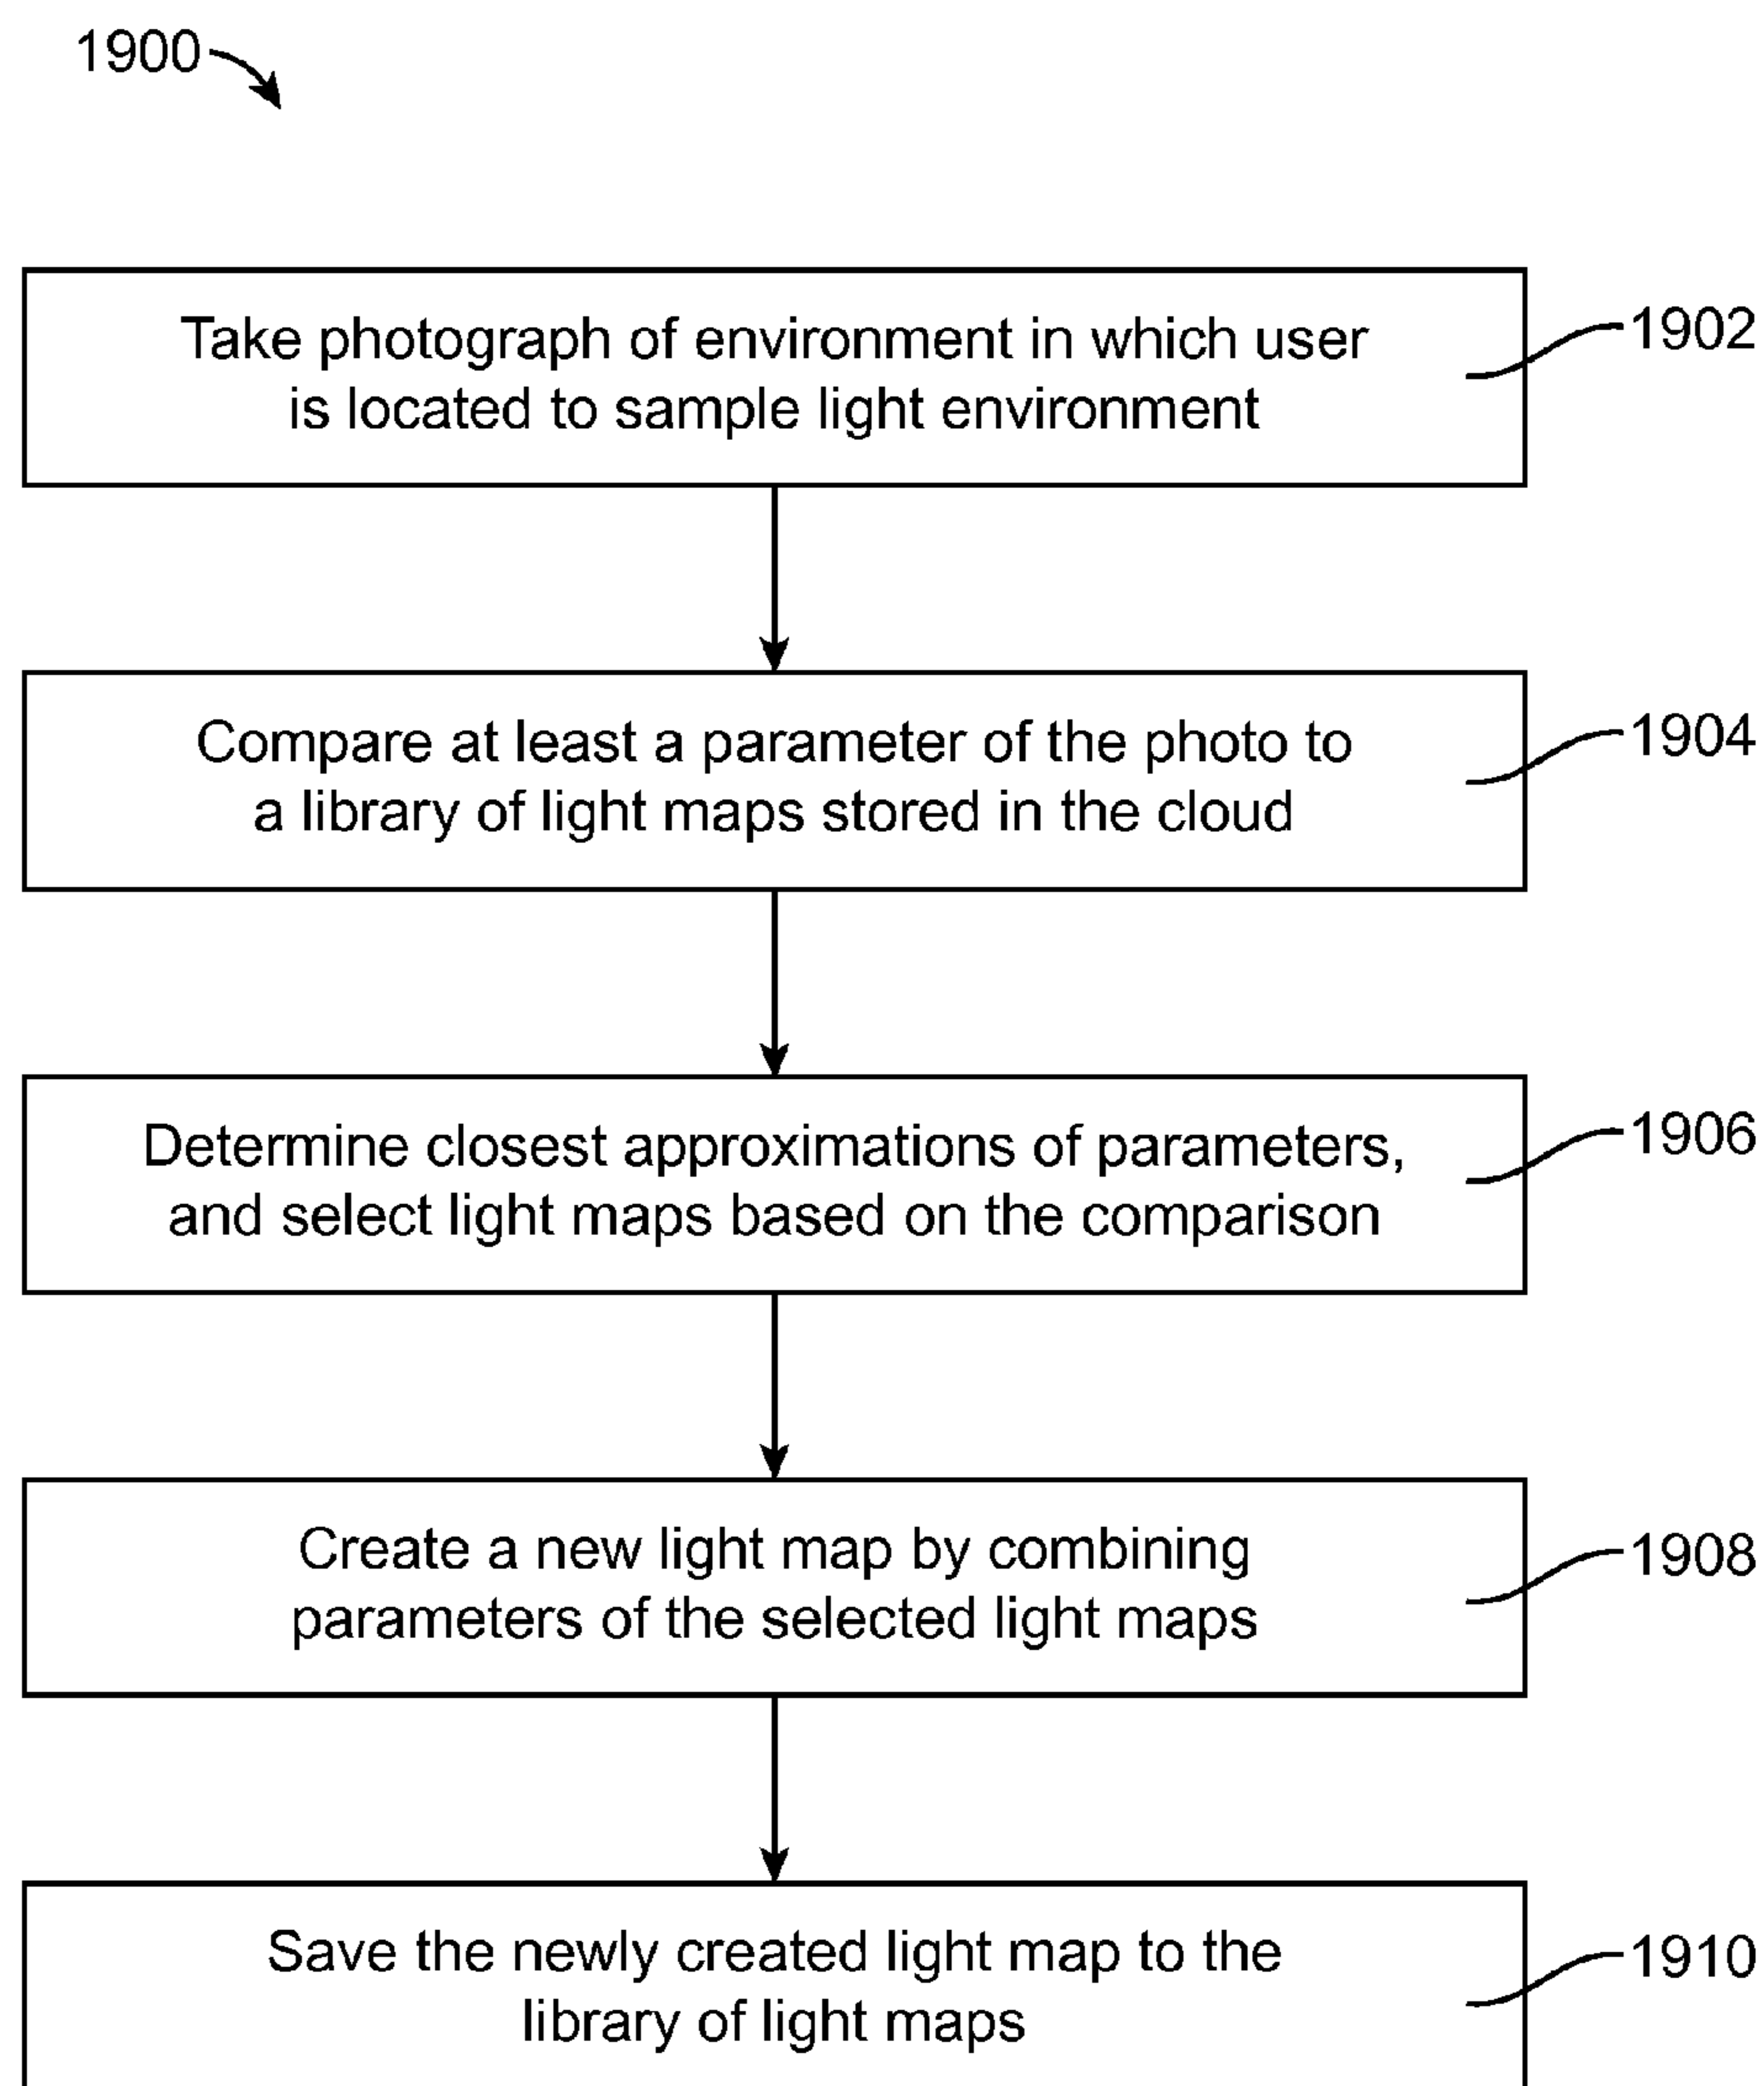 1900
Take photograph of environment in which user
is located to sample light environment
1902
Compare at least a parameter of the photo to
a library of light maps stored in the cloud
1904
Determine closest approximations of parameters,
and select light maps based on the comparison
1906
Create a new light map by combining
parameters of the selected light maps
1908
Save the newly created light map to the
library of light maps
1910